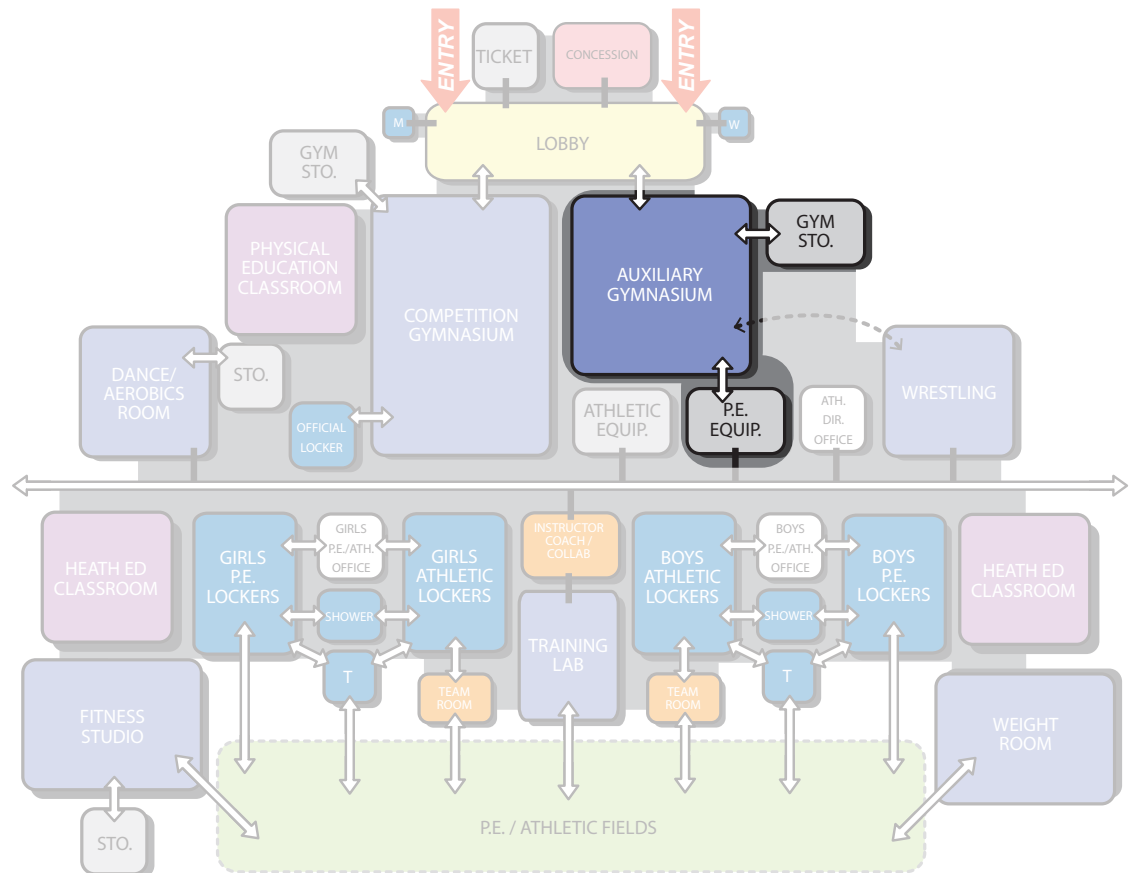 ENTRY
TICKET
CONCESSION
ENTRY
M
LOBBY
W
GYM
STO.
PHYSICAL
EDUCATION
CLASSROOM
COMPETITION
GYMNASIUM
AUXILIARY
GYMNASIUM
GYM
STO.
DANCE/
AEROBICS
ROOM
STO.
OFFICIAL
LOCKER
ATHLETIC
EQUIP.
P.E.
EQUIP.
ATH.
DIR.
OFFICE
WRESTLING
HEATH ED
CLASSROOM
GIRLS
P.E.
LOCKERS
GIRLS
P.E./ATH.
OFFICE
GIRLS
ATHLETIC
LOCKERS
INSTRUCTOR
COACH /
COLLAB
BOYS
ATHLETIC
LOCKERS
BOYS
P.E./ATH.
OFFICE
BOYS
P.E.
LOCKERS
HEATH ED
CLASSROOM
SHOWER
SHOWER
TRAINING
LAB
T
TEAM
ROOM
TEAM
ROOM
T
FITNESS
STUDIO
WEIGHT
ROOM
STO.
P.E. / ATHLETIC FIELDS